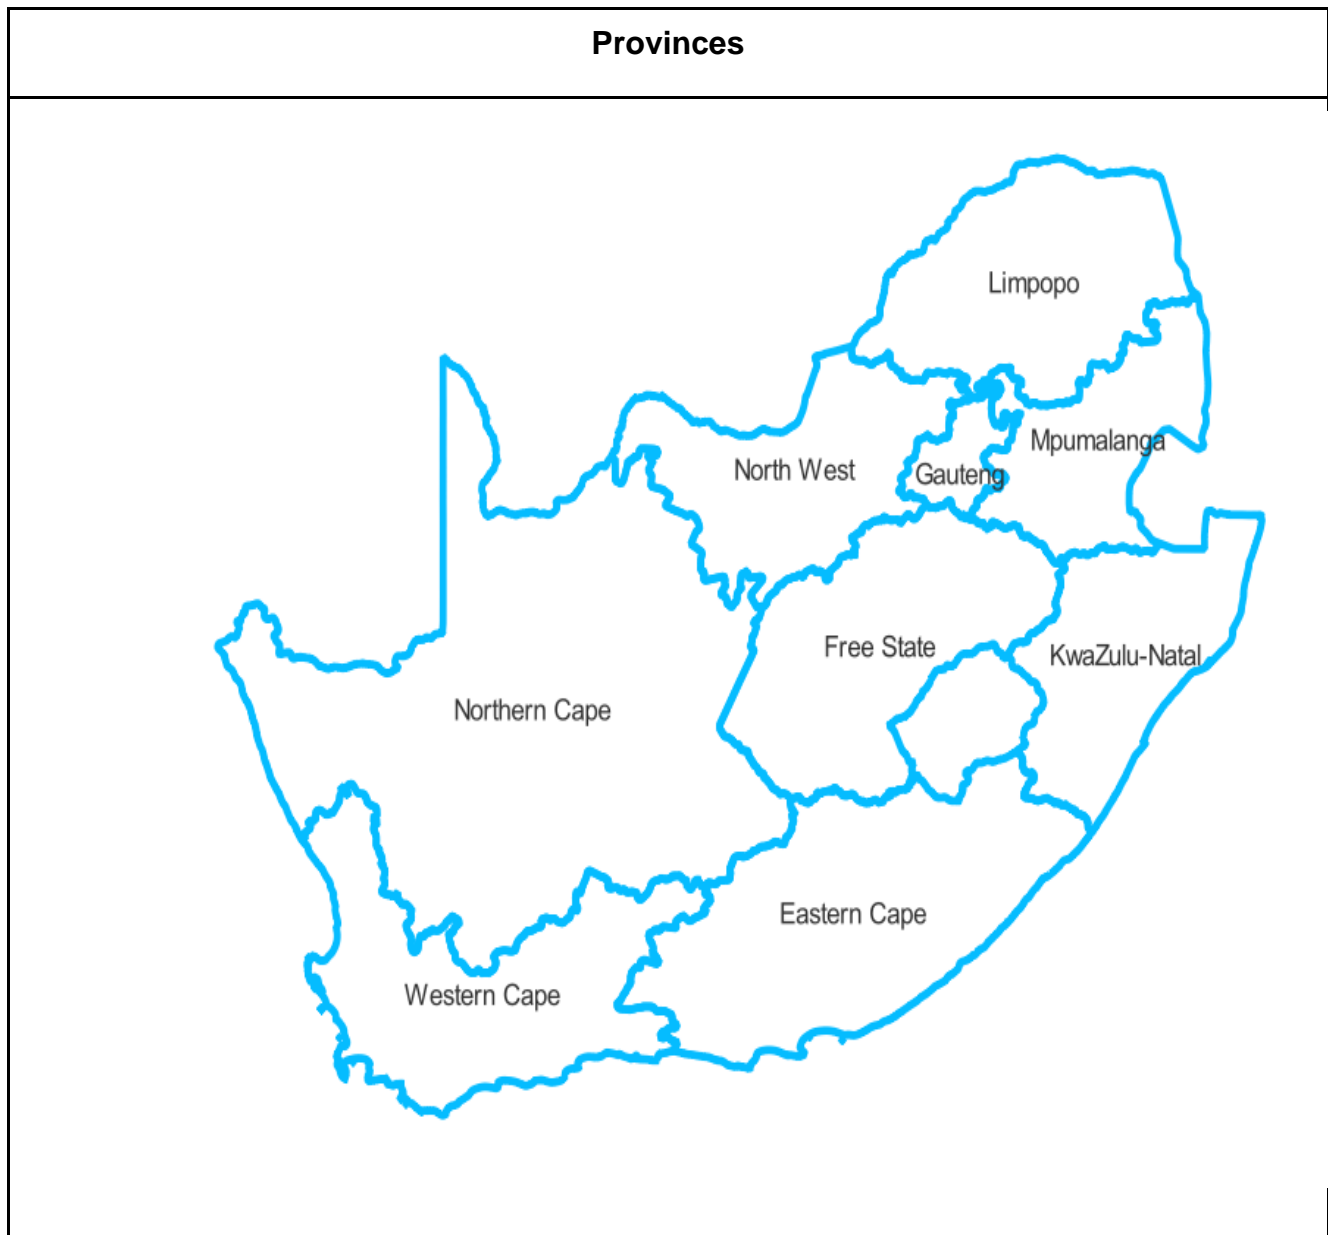 Provinces
Limpopo
Mpumalanga
North West
Gauteng
Free State
KwaZulu-Natal
Northern Cape
Eastern Cape
Western Cape